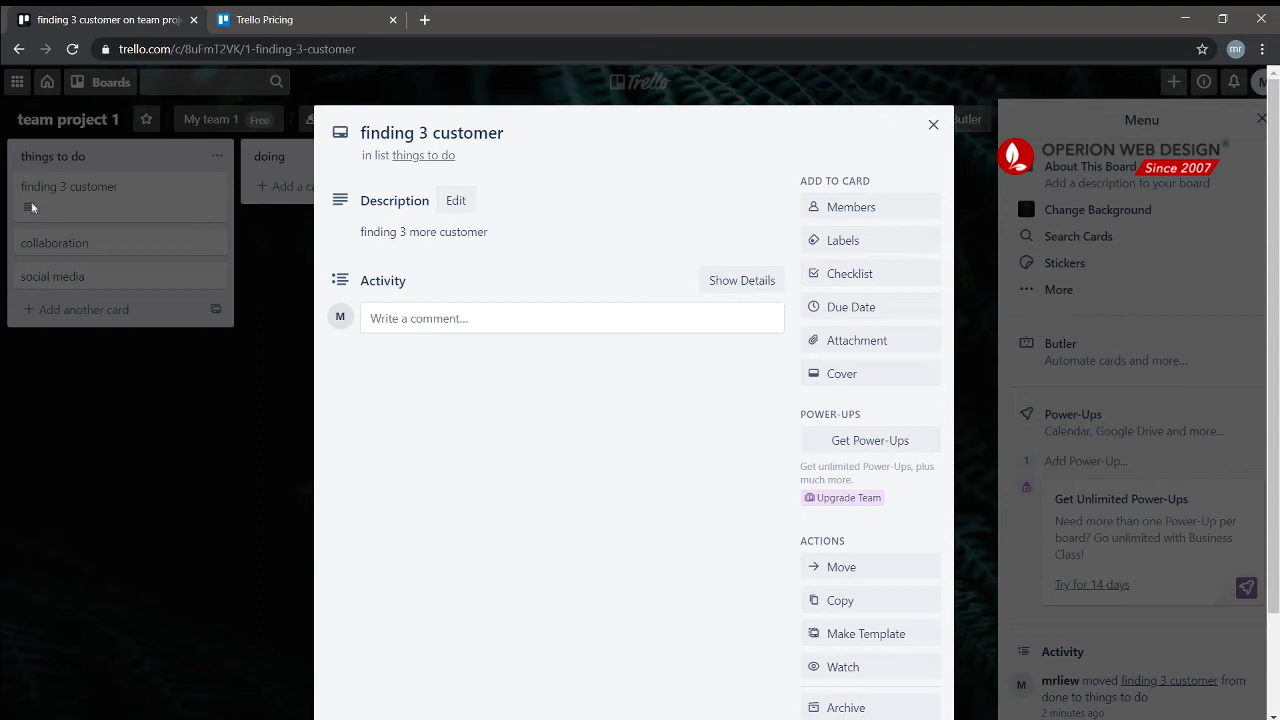 finding 3 customer on team proj
Trello Pricing
trello.com/c/8uFmT2VK/1-finding-3-customer
mr
Boards
Trello
team project 1
My team 1
Free
Butler
things to do
finding 3 customer
collaboration
social media
Add another card
doing
Add a ca
finding 3 customer
in list things to do
Description
Edit
finding 3 more customer
Activity
Show Details
M
Write a comment...
ADD TO CARD
Members
Labels
Checklist
Due Date
Attachment
Cover
POWER-UPS
Get Power-Ups
Get unlimited Power-Ups, plus
much more.
Upgrade Team
ACTIONS
Move
Copy
Make Template
Watch
Archive
Menu
OPERION WEB DESIGN®
Since 2007
About This Board
Add a description to your board
Change Background
Search Cards
Stickers
More
Butler
Automate cards and more...
Power-Ups
Calendar, Google Drive and more...
1
Add Power-Up...
Get Unlimited Power-Ups
Need more than one Power-Up per
board? Go unlimited with Business
Class!
Try for 14 days
Activity
M
mrliew moved finding 3 customer from
done to things to do
2 minutes ago